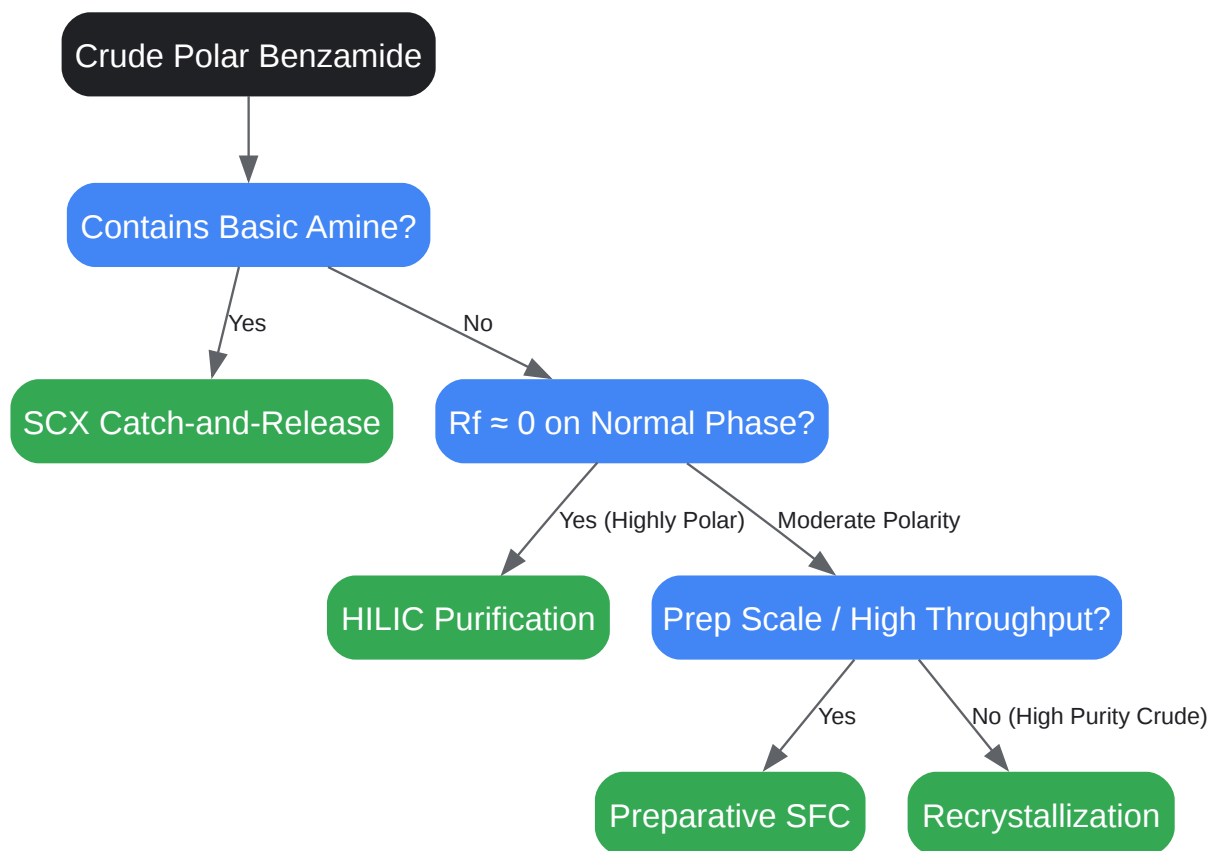 Crude Polar Benzamide
Contains Basic Amine?
Yes
No
SCX Catch-and-Release
Rf ≈ 0 on Normal Phase?
Yes (Highly Polar)
Moderate Polarity
HILIC Purification
Prep Scale / High Throughput?
Yes
No (High Purity Crude)
Preparative SFC
Recrystallization